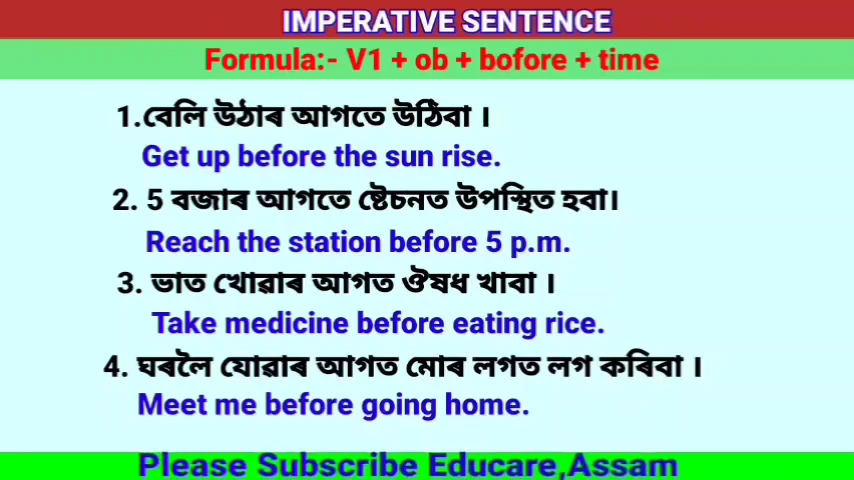 IMPERATIVE SENTENCE
Formula:- V1 + ob + bofore + time
1.বেলি উঠাৰ আগতে উঠিবা ।
Get up before the sun rise.
2. 5 বজাৰ আগতে ষ্টেচনত উপস্থিত হবা।
Reach the station before 5 p.m.
3. ভাত খোৱাৰ আগত ঔষধ খাবা ।
Take medicine before eating rice.
4. ঘৰলৈ যোৱাৰ আগত মোৰ লগত লগ কৰিবা ।
Meet me before going home.
Please Subscribe Educare,Assam